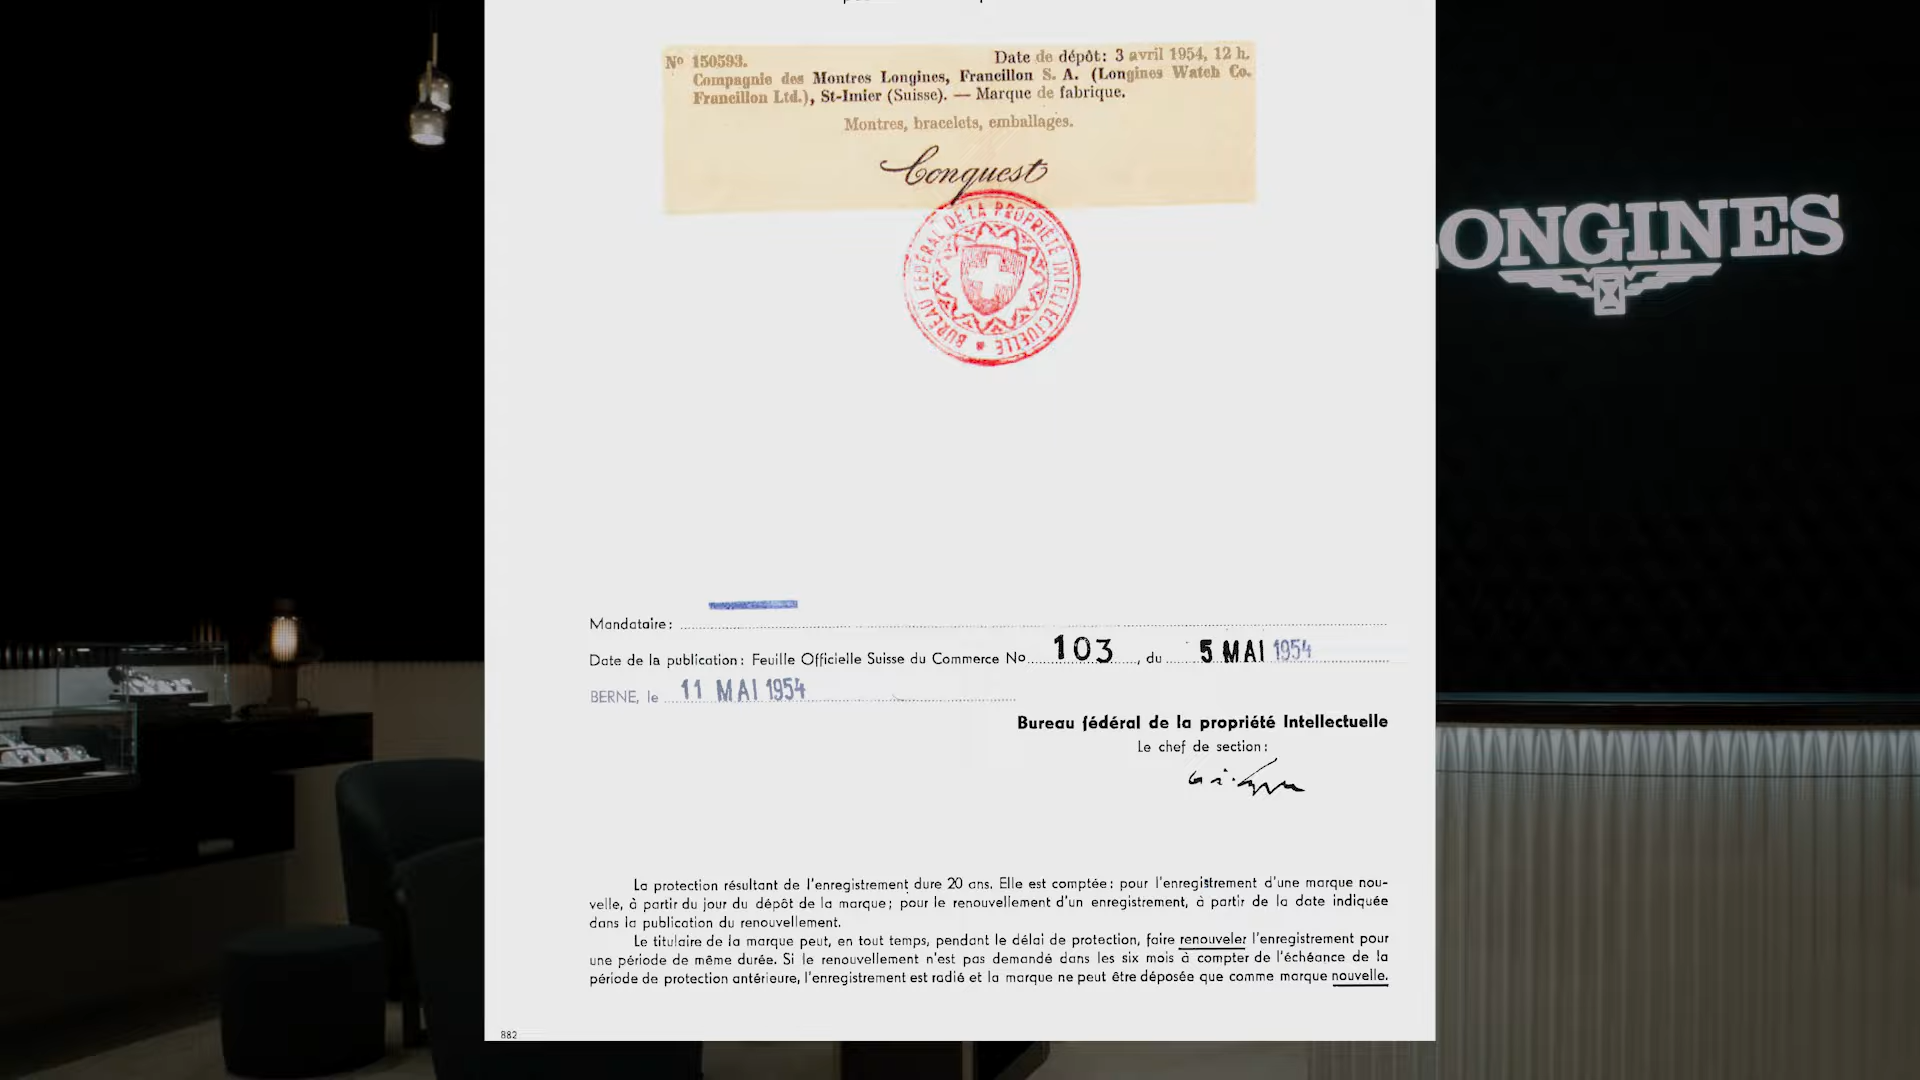 Nº 150593. Date de dépôt: 3 avril 1954, 12 h.
Compagnie des Montres Longines, Francillon S. A. (Longines Watch Co.
Francillon Ltd.), St-Imier (Suisse). — Marque de fabrique.
Montres, bracelets, emballages.
Conquest
BUREAU FÉDÉRAL DE LA PROPRIÉTÉ INTELLECTUELLE
ONGINES
Mandataire:
Date de la publication: Feuille Officielle Suisse du Commerce No 103, du 5 MAI 1954
BERNE, le 11 MAI 1954
Bureau fédéral de la propriété Intellectuelle
Le chef de section:
La protection résultant de l'enregistrement dure 20 ans. Elle est comptée: pour l'enregistrement d'une marque nou-
velle, à partir du jour du dépôt de la marque; pour le renouvellement d'un enregistrement, à partir de la date indiquée
dans la publication du renouvellement.
Le titulaire de la marque peut, en tout temps, pendant le délai de protection, faire renouveler l'enregistrement pour
une période de même durée. Si le renouvellement n'est pas demandé dans les six mois à compter de l'échéance de la
période de protection antérieure, l'enregistrement est radié et la marque ne peut être déposée que comme marque nouvelle.
882